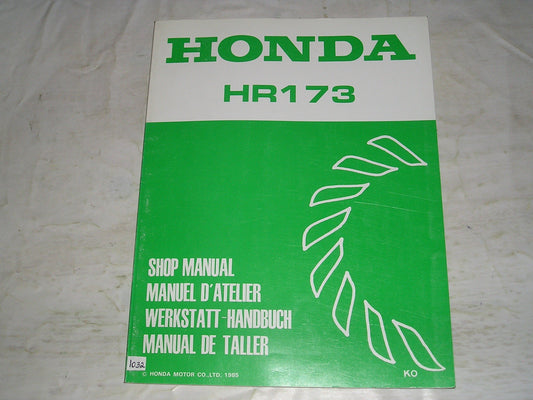 HONDA
HR173
SHOP MANUAL
MANUEL D'ATELIER
WERKSTATT-HANDBUCH
MANUAL DE TALLER
1032
© HONDA MOTOR CO., LTD. 1985
KO